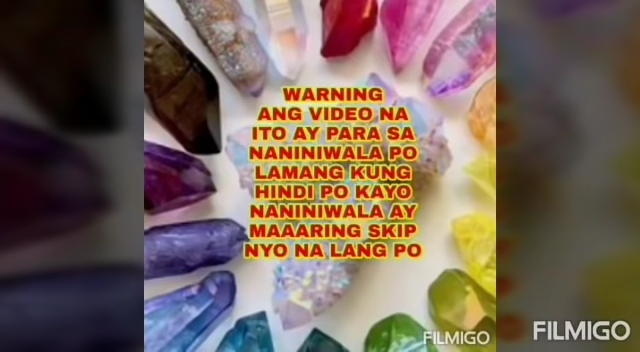 WARNING
ANG VIDEO NA
ITO AY PARA SA
NANINIWALA PO
LAMANG KUNG
HINDI PO KAYO
NANINIWALA AY
MAAARING SKIP
NYO NA LANG PO
FILMIGO
FILMIGO